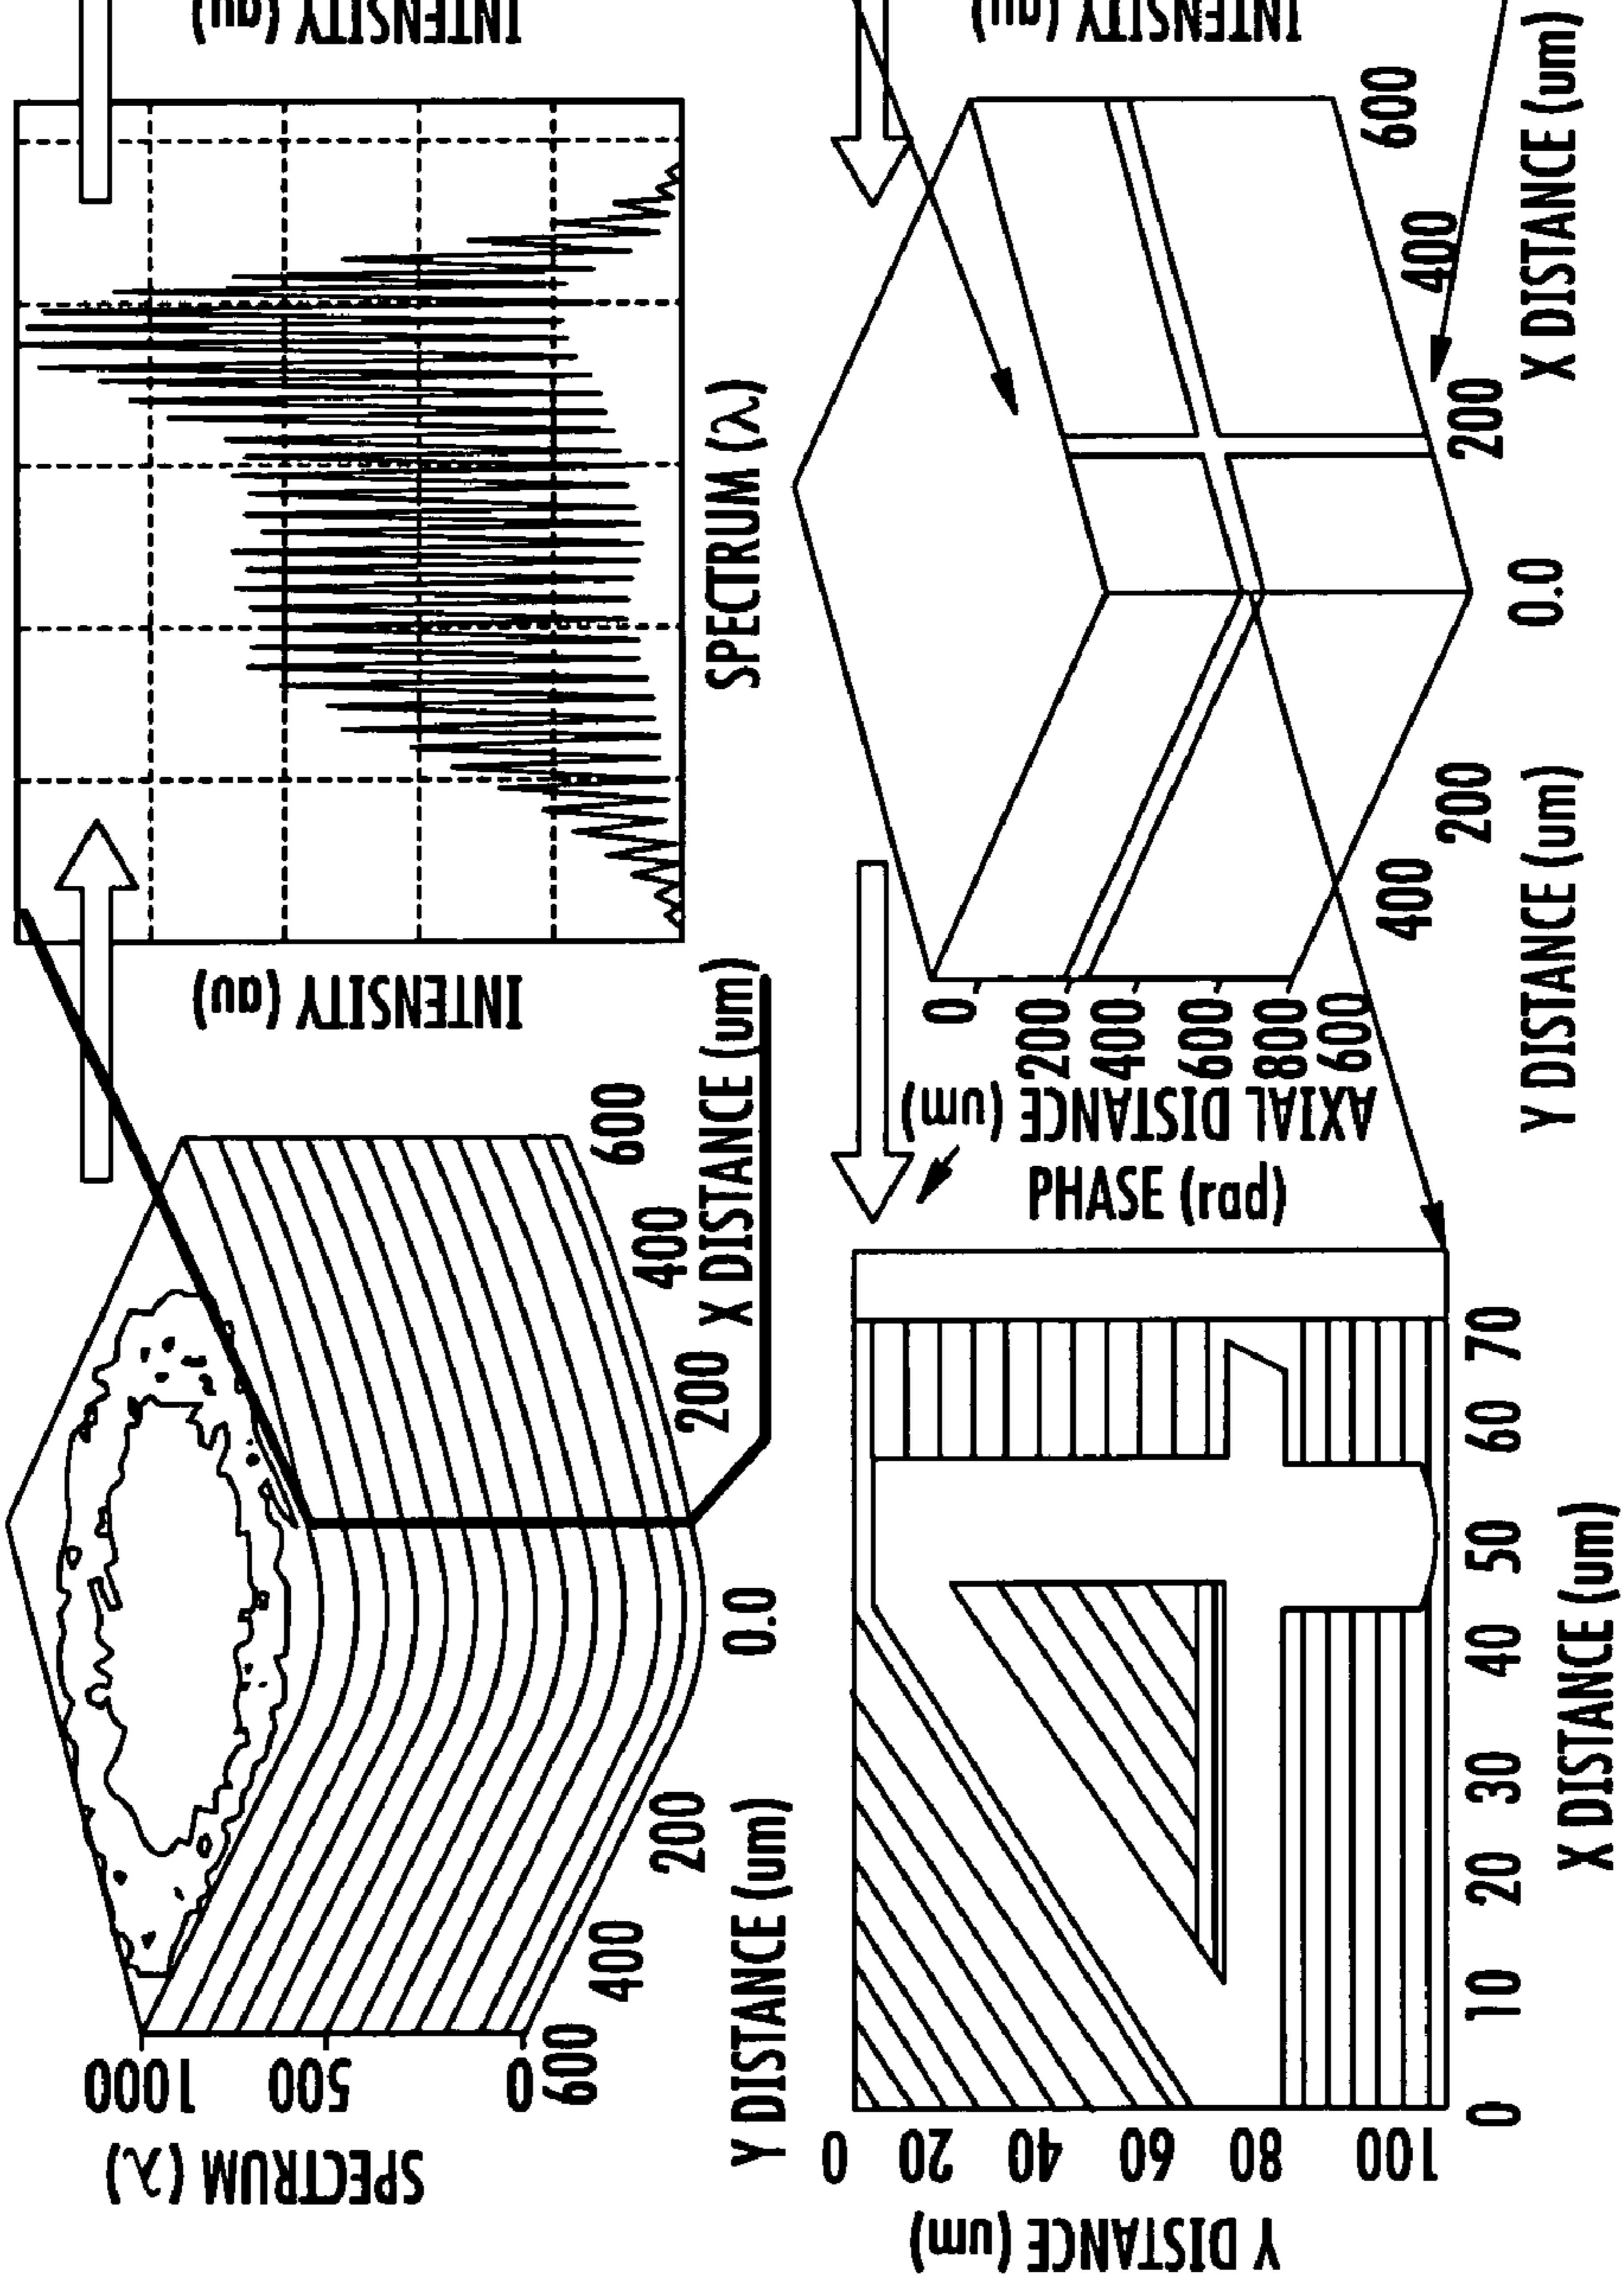 SPECTRUM (λ)
1000
500
0
600
400
200
0.0
200
400
600
Y DISTANCE (um)
X DISTANCE (um)
INTENSITY (au)
SPECTRUM (λ)
INTENSITY (au)
Y DISTANCE (um)
0
20
40
60
80
100
0
10
20
30
40
50
60
70
X DISTANCE (um)
PHASE (rad)
AXIAL DISTANCE (um)
0
200
400
600
800
600
400
200
0.0
200
400
600
Y DISTANCE (um)
X DISTANCE (um)
INTENSITY (au)